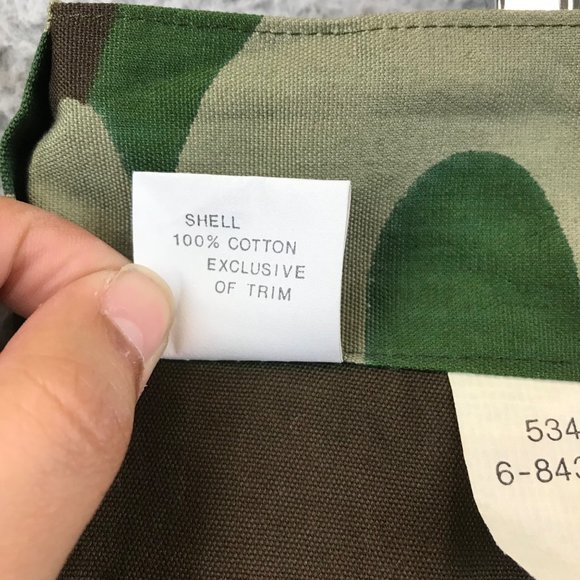 SHELL
100% COTTON
EXCLUSIVE
OF TRIM
534
6-843